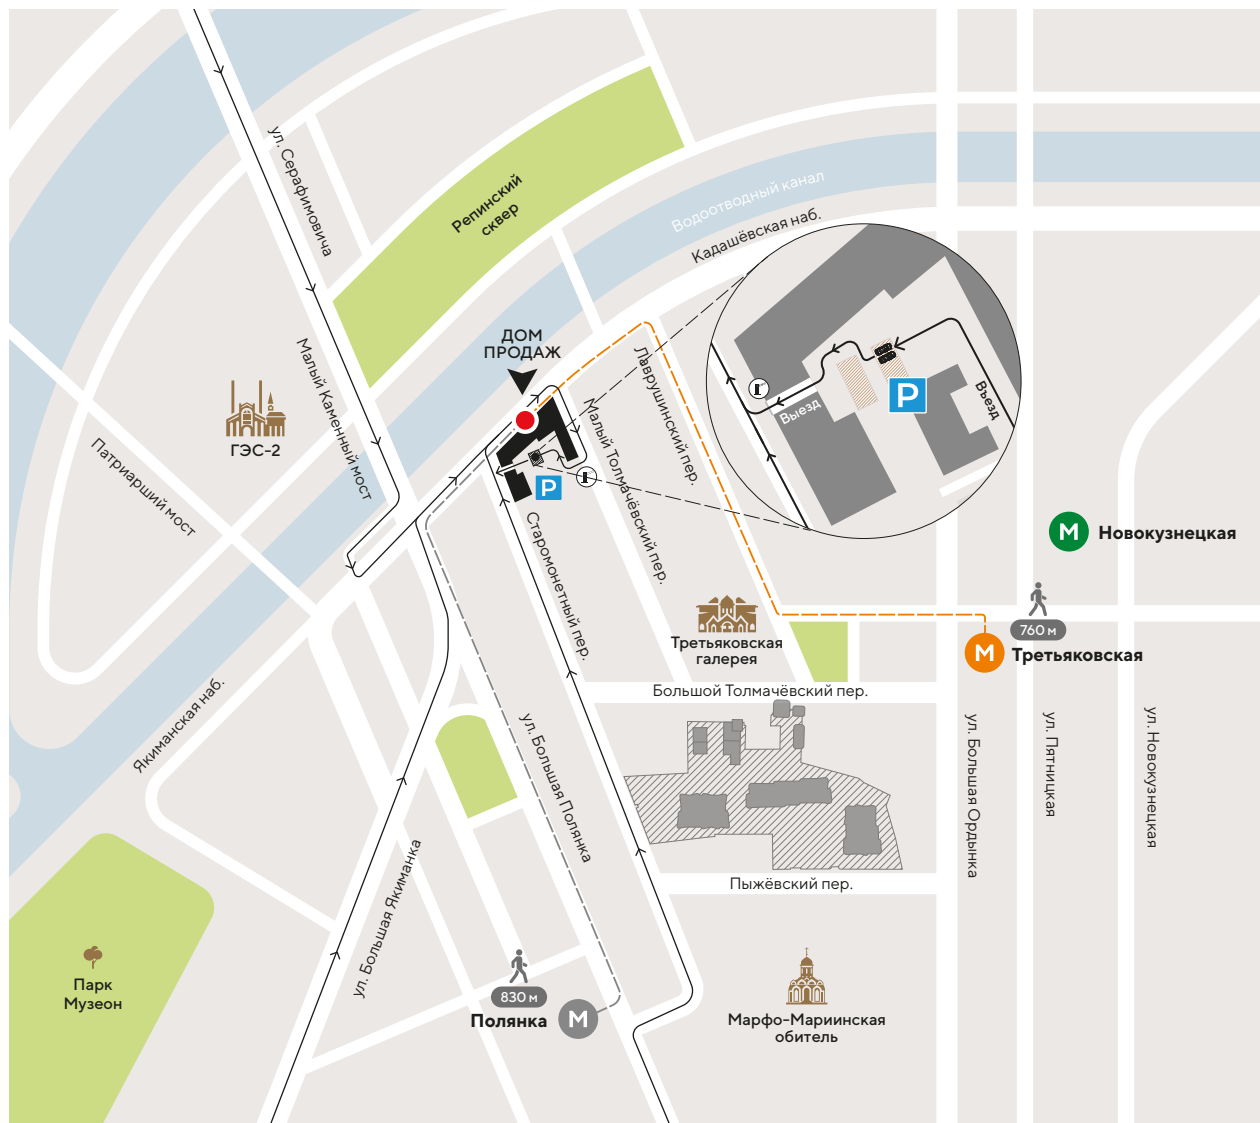 ул. Серафимовича
Репинский
сквер
Водоотводный канал
Кадашёвская наб.
ДОМ
ПРОДАЖ
Малый Каменный мост
Лаврушинский пер.
Выезд
Въезд
P
ГЭС-2
Патриарший мост
Малый Толмачёвский пер.
P
Старомонетный пер.
М Новокузнецкая
760 м
М Третьяковская
Третьяковская
галерея
Большой Толмачёвский пер.
Якиманская наб.
ул. Большая Полянка
ул. Большая Ордынка
ул. Пятницкая
ул. Новокузнецкая
ул. Большая Якиманка
Пыжёвский пер.
Парк
Музеон
830 м
Полянка М
Марфо-Мариинская
обитель